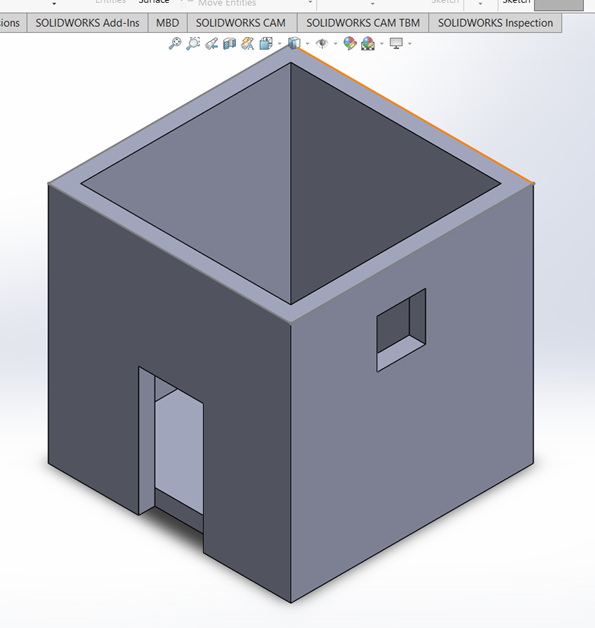 Entities Surface Move Entities Sketch Sketch
ions SOLIDWORKS Add-Ins MBD SOLIDWORKS CAM SOLIDWORKS CAM TBM SOLIDWORKS Inspection